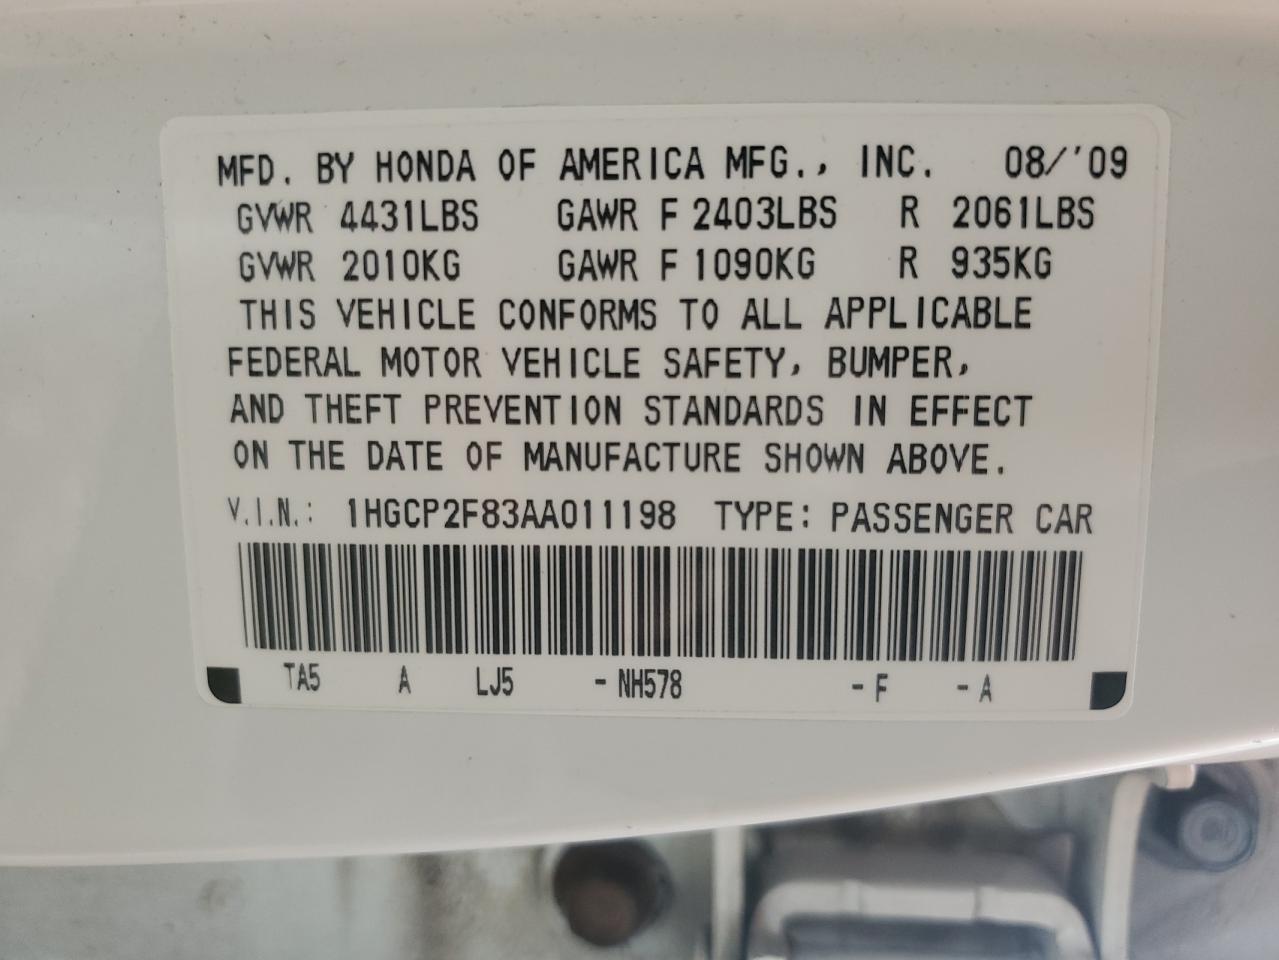 MFD. BY HONDA OF AMERICA MFG., INC. 08/'09
GVWR 4431LBS GAWR F 2403LBS R 2061LBS
GVWR 2010KG GAWR F 1090KG R 935KG
THIS VEHICLE CONFORMS TO ALL APPLICABLE
FEDERAL MOTOR VEHICLE SAFETY, BUMPER,
AND THEFT PREVENTION STANDARDS IN EFFECT
ON THE DATE OF MANUFACTURE SHOWN ABOVE.
V.I.N.: 1HGCP2F83AA011198 TYPE: PASSENGER CAR
TA5 A LJ5 -NH578 -F -A